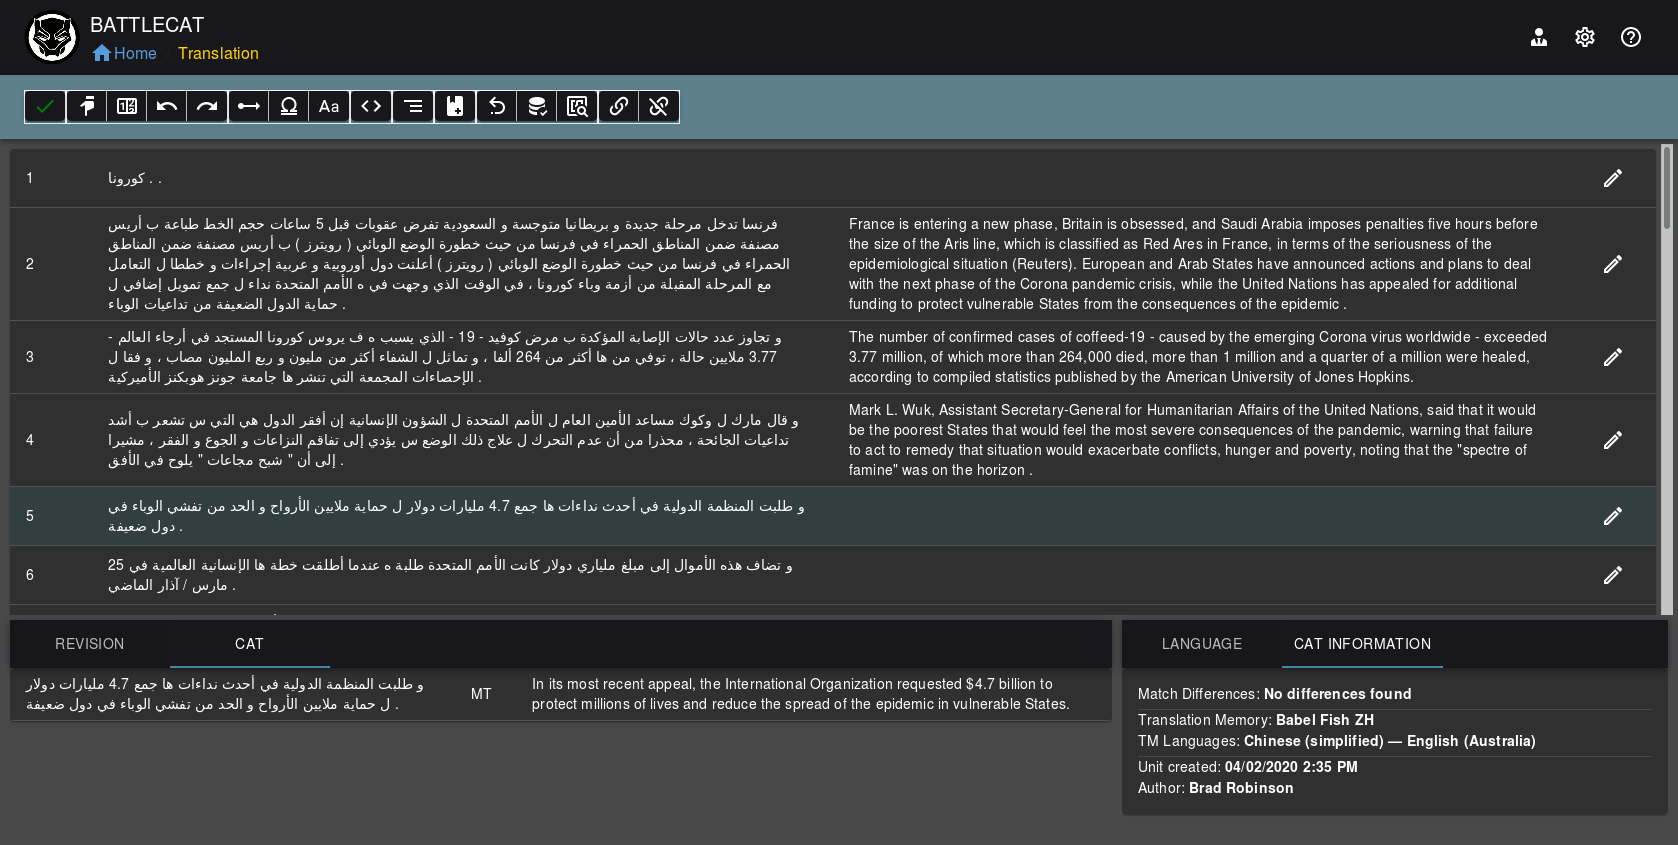 BATTLECAT
Home / Translation
Aa
1
كورونا . .
2
فرنسا تدخل مرحلة جديدة و بريطانيا متوجسة و السعودية تفرض عقوبات قبل 5 ساعات حجم الخط طباعة ب أريس
مصنفة ضمن المناطق الحمراء في فرنسا من حيث خطورة الوضع الوبائي ( رويترز ) ب أريس مصنفة ضمن المناطق
الحمراء في فرنسا من حيث خطورة الوضع الوبائي ( رويترز ) أعلنت دول أوروبية و عربية إجراءات و خططا ل التعامل
مع المرحلة المقبلة من أزمة وباء كورونا ، في الوقت الذي وجهت في ه الأمم المتحدة نداء ل جمع تمويل إضافي ل
حماية الدول الضعيفة من تداعيات الوباء .
France is entering a new phase, Britain is obsessed, and Saudi Arabia imposes penalties five hours before
the size of the Aris line, which is classified as Red Ares in France, in terms of the seriousness of the
epidemiological situation (Reuters). European and Arab States have announced actions and plans to deal
with the next phase of the Corona pandemic crisis, while the United Nations has appealed for additional
funding to protect vulnerable States from the consequences of the epidemic .
3
و تجاوز عدد حالات الإصابة المؤكدة ب مرض كوفيد - 19 - الذي يسبب ه ف يروس كورونا المستجد في أرجاء العالم -
3.77 ملايين حالة ، توفي من ها أكثر من 264 ألفا ، و تماثل ل الشفاء أكثر من مليون و ربع المليون مصاب ، و فقا ل
الإحصاءات المجمعة التي تنشر ها جامعة جونز هوبكنز الأميركية .
The number of confirmed cases of coffeed-19 - caused by the emerging Corona virus worldwide - exceeded
3.77 million, of which more than 264,000 died, more than 1 million and a quarter of a million were healed,
according to compiled statistics published by the American University of Jones Hopkins.
4
و قال مارك ل وكوك مساعد الأمين العام ل الأمم المتحدة ل الشؤون الإنسانية إن أفقر الدول هي التي س تشعر ب أشد
تداعيات الجائحة ، محذرا من أن عدم التحرك ل علاج ذلك الوضع س يؤدي إلى تفاقم النزاعات و الجوع و الفقر ، مشيرا
إلى أن " شبح مجاعات " يلوح في الأفق .
Mark L. Wuk, Assistant Secretary-General for Humanitarian Affairs of the United Nations, said that it would
be the poorest States that would feel the most severe consequences of the pandemic, warning that failure
to act to remedy that situation would exacerbate conflicts, hunger and poverty, noting that the "spectre of
famine" was on the horizon .
5
و طلبت المنظمة الدولية في أحدث نداءات ها جمع 4.7 مليارات دولار ل حماية ملايين الأرواح و الحد من تفشي الوباء في
دول ضعيفة .
6
و تضاف هذه الأموال إلى مبلغ ملياري دولار كانت الأمم المتحدة طلبة ه عندما أطلقت خطة ها الإنسانية العالمية في 25
مارس / آذار الماضي .
REVISION CAT
و طلبت المنظمة الدولية في أحدث نداءات ها جمع 4.7 مليارات دولار
ل حماية ملايين الأرواح و الحد من تفشي الوباء في دول ضعيفة .
MT
In its most recent appeal, the International Organization requested $4.7 billion to
protect millions of lives and reduce the spread of the epidemic in vulnerable States.
LANGUAGE CAT INFORMATION
Match Differences: No differences found
Translation Memory: Babel Fish ZH
TM Languages: Chinese (simplified) — English (Australia)
Unit created: 04/02/2020 2:35 PM
Author: Brad Robinson